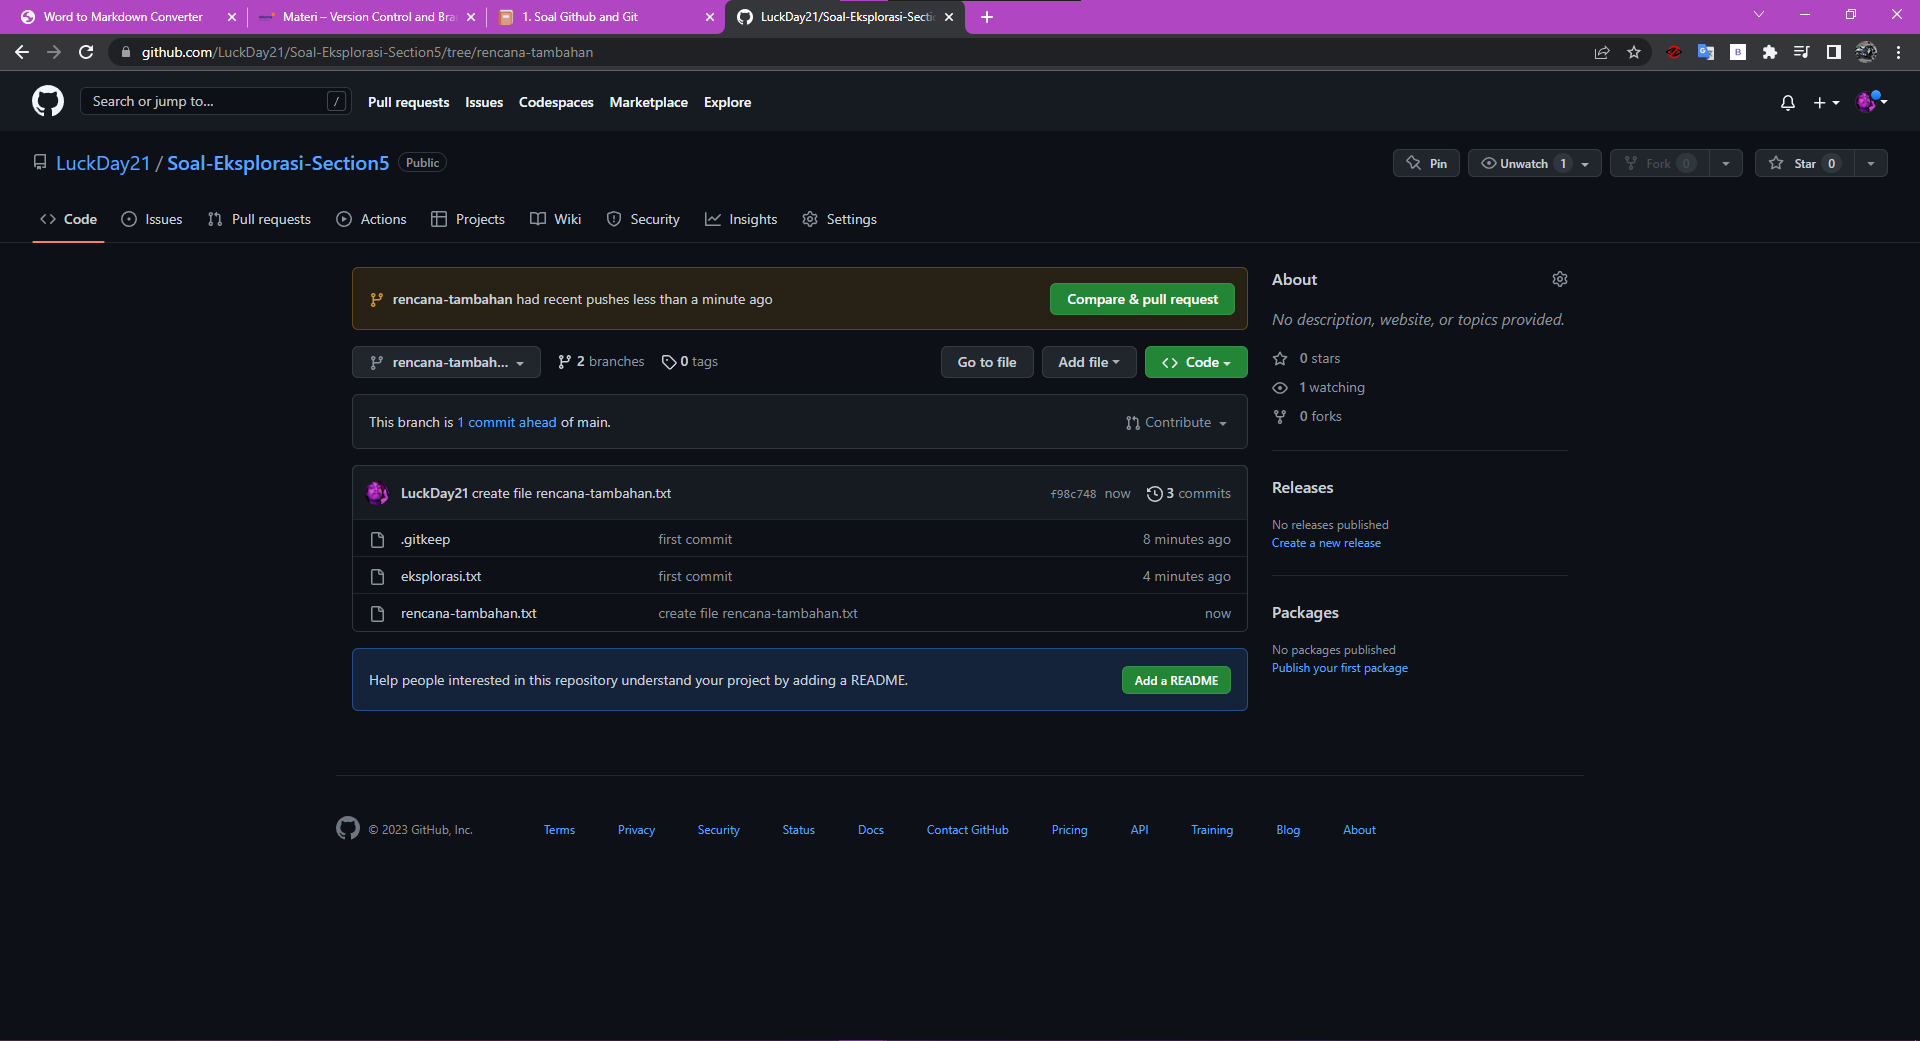 Word to Markdown Converter
Materi – Version Control and Bra
1. Soal Github and Git
LuckDay21/Soal-Eksplorasi-Secti
github.com/LuckDay21/Soal-Eksplorasi-Section5/tree/rencana-tambahan
Search or jump to... /
Pull requests Issues Codespaces Marketplace Explore
LuckDay21 / Soal-Eksplorasi-Section5 Public
Pin Unwatch 1 Fork 0 Star 0
Code Issues Pull requests Actions Projects Wiki Security Insights Settings
rencana-tambahan had recent pushes less than a minute ago Compare & pull request
rencana-tambah... 2 branches 0 tags Go to file Add file Code
This branch is 1 commit ahead of main. Contribute
LuckDay21 create file rencana-tambahan.txt f98c748 now 3 commits
.gitkeep first commit 8 minutes ago
eksplorasi.txt first commit 4 minutes ago
rencana-tambahan.txt create file rencana-tambahan.txt now
Help people interested in this repository understand your project by adding a README. Add a README
About
No description, website, or topics provided.
0 stars
1 watching
0 forks
Releases
No releases published
Create a new release
Packages
No packages published
Publish your first package
© 2023 GitHub, Inc. Terms Privacy Security Status Docs Contact GitHub Pricing API Training Blog About